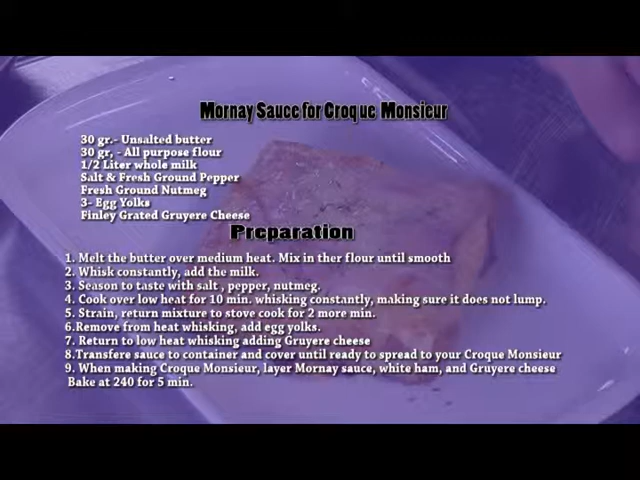 Mornay Sauce for Croque Monsieur
30 gr.- Unsalted butter
30 gr, - All purpose flour
1/2 Liter whole milk
Salt & Fresh Ground Pepper
Fresh Ground Nutmeg
3- Egg Yolks
Finley Grated Gruyere Cheese
Preparation
1. Melt the butter over medium heat. Mix in ther flour until smooth
2. Whisk constantly, add the milk.
3. Season to taste with salt , pepper, nutmeg.
4. Cook over low heat for 10 min. whisking constantly, making sure it does not lump.
5. Strain, return mixture to stove cook for 2 more min.
6.Remove from heat whisking, add egg yolks.
7. Return to low heat whisking adding Gruyere cheese
8.Transfere sauce to container and cover until ready to spread to your Croque Monsieur
9. When making Croque Monsieur, layer Mornay sauce, white ham, and Gruyere cheese
Bake at 240 for 5 min.